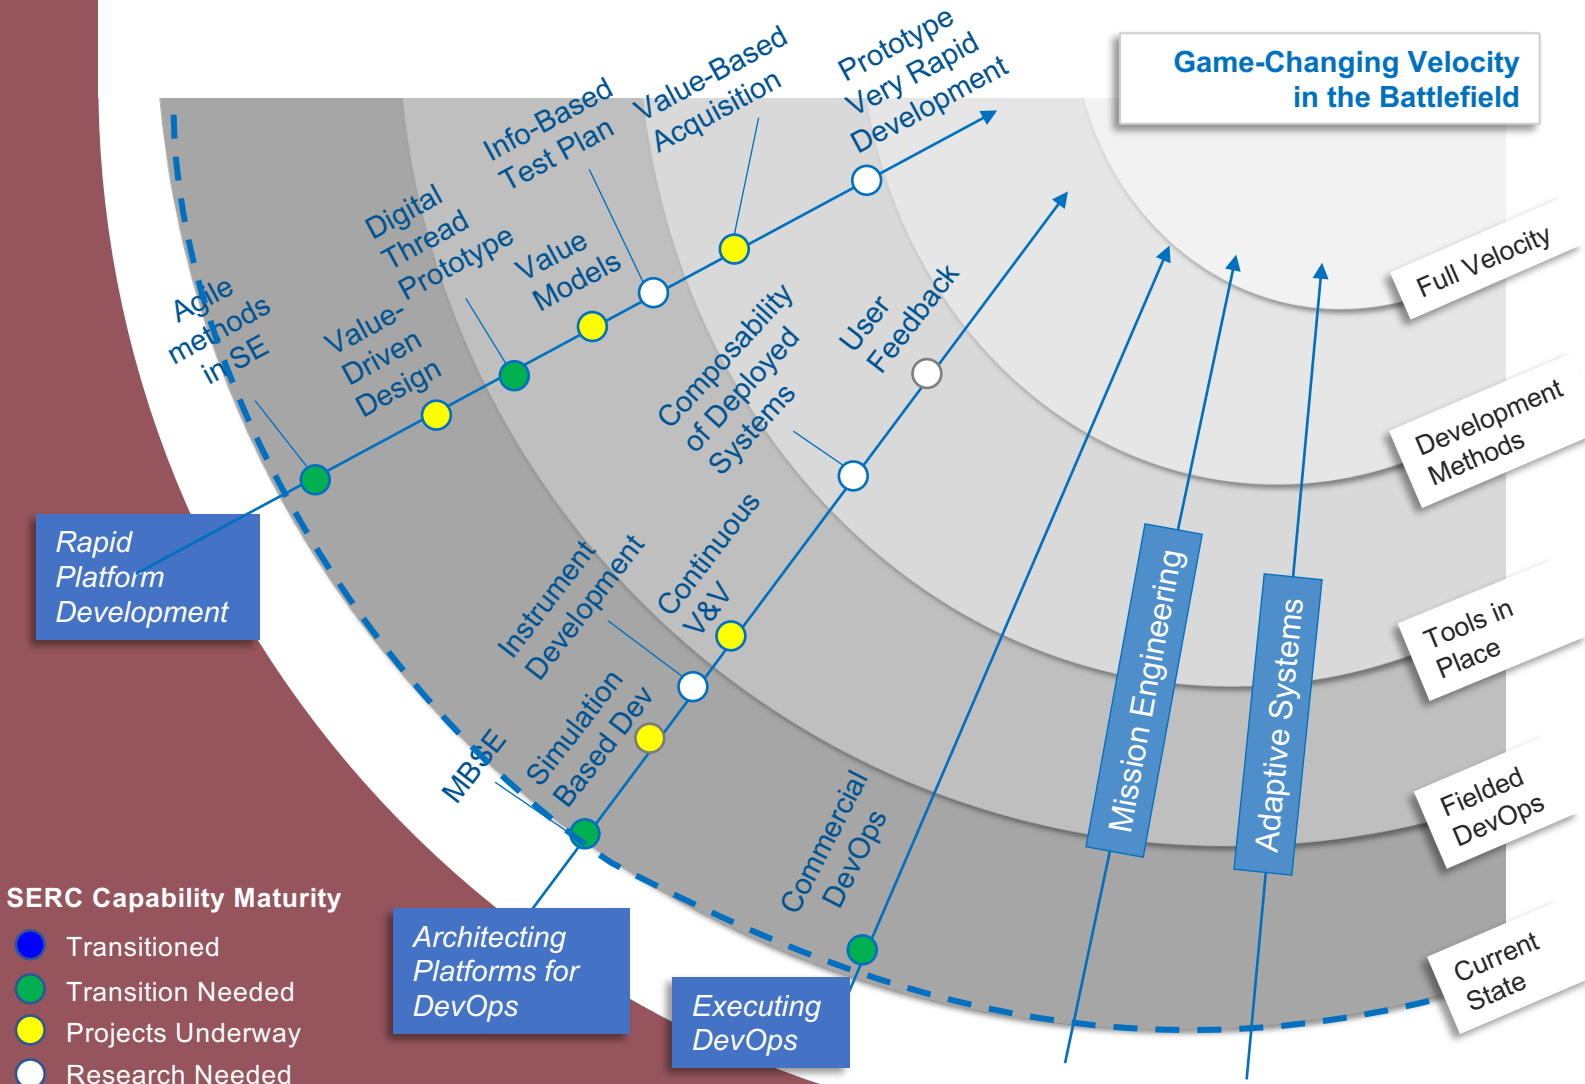 Game-Changing Velocity
in the Battlefield
Prototype
Very Rapid
Development
Value-Based
Acquisition
Info-Based
Test Plan
Digital
Thread
Prototype
Value
Models
Agile
methods
in SE
Value-
Driven
Design
Rapid
Platform
Development
User
Feedback
Composability
of Deployed
Systems
Continuous
V&V
Instrument
Development
Simulation
Based Dev
MBSE
Architecting
Platforms for
DevOps
Commercial
DevOps
Executing
DevOps
Mission Engineering
Adaptive Systems
Full Velocity
Development
Methods
Tools in
Place
Fielded
DevOps
Current
State
SERC Capability Maturity
Transitioned
Transition Needed
Projects Underway
Research Needed